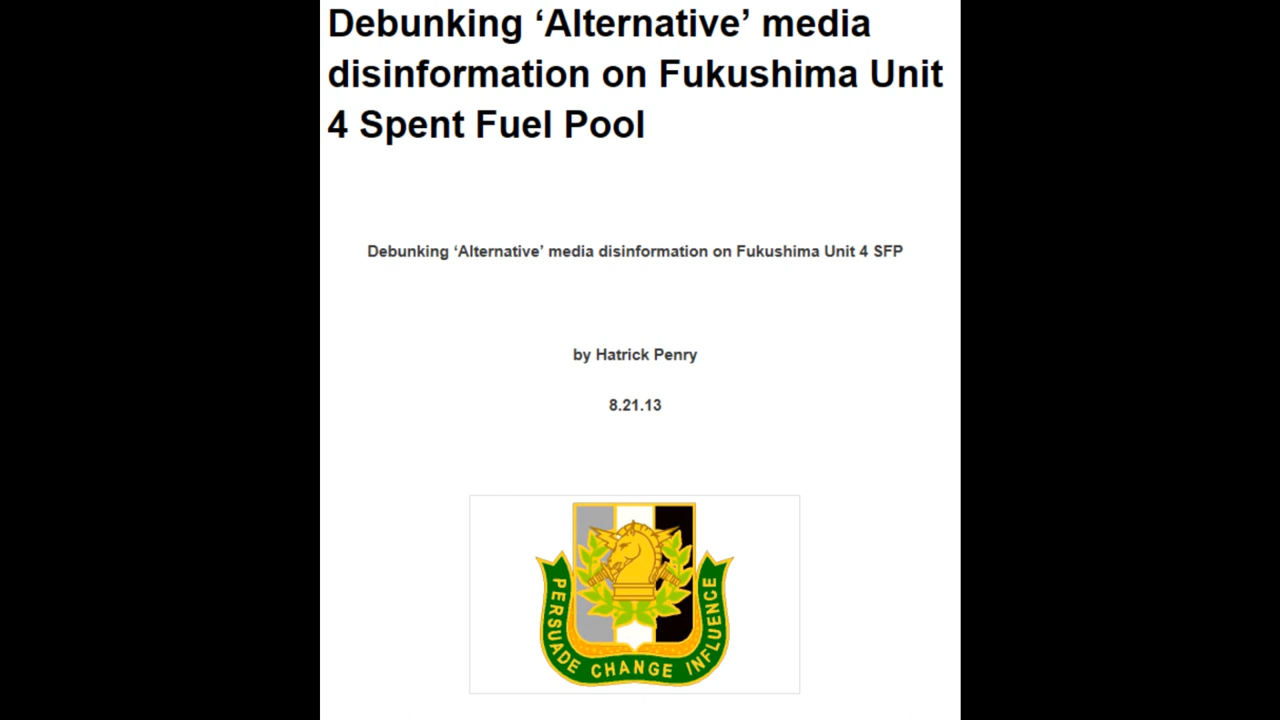 Debunking ‘Alternative’ media
disinformation on Fukushima Unit
4 Spent Fuel Pool
Debunking ‘Alternative’ media disinformation on Fukushima Unit 4 SFP
by Hatrick Penry
8.21.13
PERSUADE CHANGE INFLUENCE